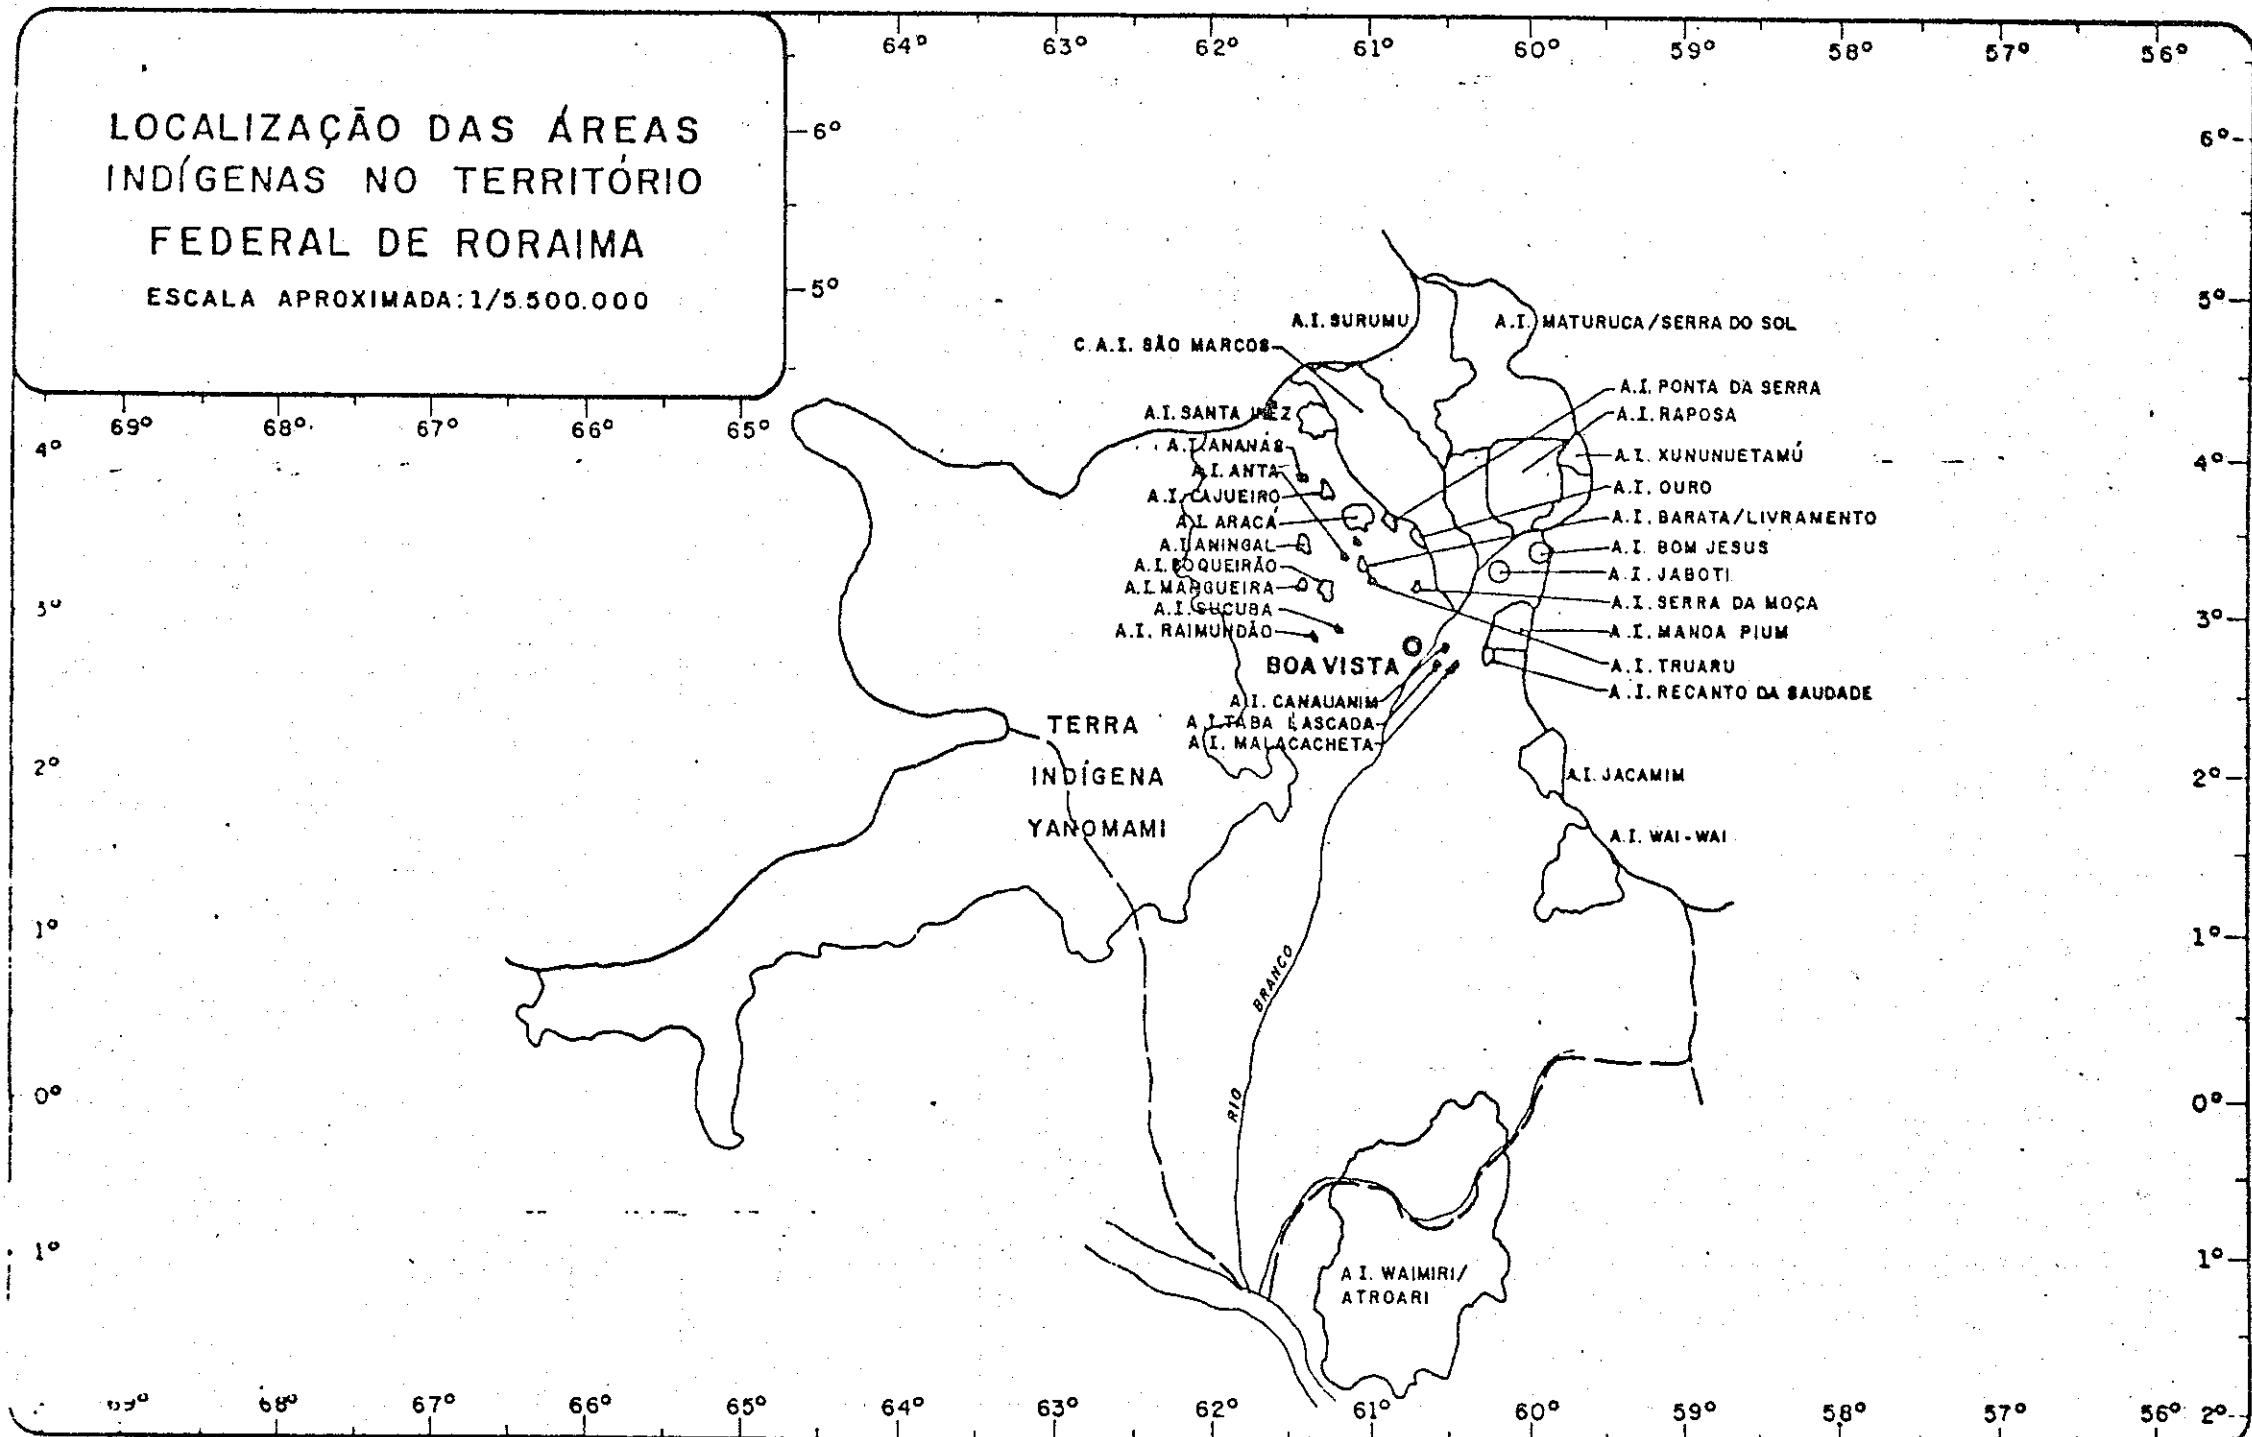 LOCALIZAÇÃO DAS ÁREAS
INDÍGENAS NO TERRITÓRIO
FEDERAL DE RORAIMA
ESCALA APROXIMADA: 1/5.500.000
64° 63° 62° 61° 60° 59° 58° 57° 56°
6° 6°
5° 5°
69° 68° 67° 66° 65°
4° 4°
3° 3°
2° 2°
1° 1°
0° 0°
1° 1°
A.I. SURUMU
A.I. MATURUCA/SERRA DO SOL
C.A.I. SÃO MARCOS
A.I. PONTA DA SERRA
A.I. SANTA INEZ
A.I. RAPOSA
A.I. ANANÁS
A.I. XUNUNUETAMÚ
A.I. ANTA
A.I. OURO
A.I. CAJUEIRO
A.I. BARATA/LIVRAMENTO
A.I. ARAÇÁ
A.I. BOM JESUS
A.I. ANINGAL
A.I. JABOTI
A.I. BOQUEIRÃO
A.I. MANGUEIRA
A.I. SERRA DA MOÇA
A.I. SUCUBA
A.I. RAIMUNDÃO
A.I. MANOA PIUM
BOA VISTA
A.I. TRUARU
A.I. RECANTO DA SAUDADE
A.I. CANAUANIM
A.I. TABA LASCADA
A.I. MALACACHETA
TERRA
INDÍGENA
YANOMAMI
A.I. JACAMIM
A.I. WAI-WAI
RIO BRANCO
A.I. WAIMIRI/
ATROARI
68° 67° 66° 65° 64° 63° 62° 61° 60° 59° 58° 57° 56° 2°